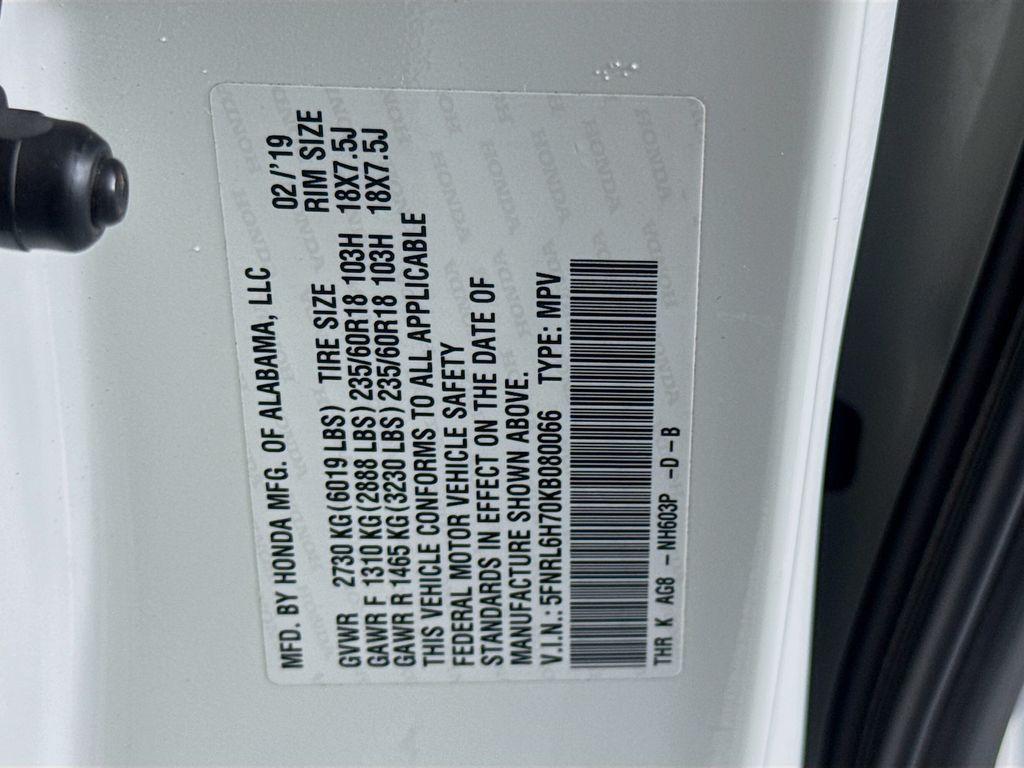 MFD. BY HONDA MFG. OF ALABAMA, LLC 02/'19
GVWR 2730 KG(6019 LBS) TIRE SIZE RIM SIZE
GAWR F 1310 KG(2888 LBS) 235/60R18 103H 18X7.5J
GAWR R 1465 KG(3230 LBS) 235/60R18 103H 18X7.5J
THIS VEHICLE CONFORMS TO ALL APPLICABLE
FEDERAL MOTOR VEHICLE SAFETY
STANDARDS IN EFFECT ON THE DATE OF
MANUFACTURE SHOWN ABOVE.
V.I.N.: 5FNRL6H70KB080066 TYPE: MPV
THR K AG8 -NH603P -D-B